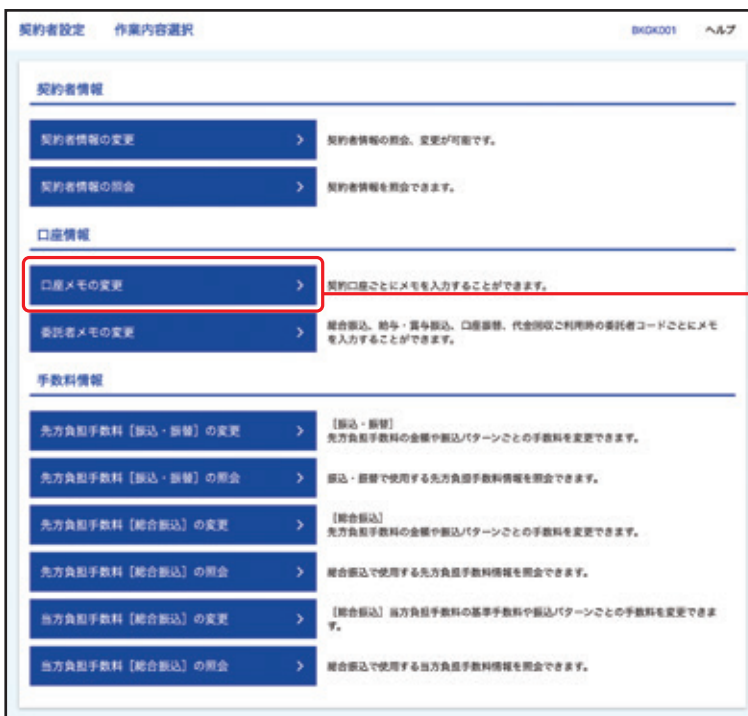 契約者設定 作業内容選択 BKGK001 ヘルプ
契約者情報
契約者情報の変更
契約者情報の照会、変更が可能です。
契約者情報の照会
契約者情報を照会できます。
口座情報
口座メモの変更
契約口座ごとにメモを入力することができます。
委託者メモの変更
総合振込、給与・賞与振込、口座振替、代金回収ご利用時の委託者コードごとにメモ
を入力することができます。
手数料情報
先方負担手数料［振込・振替］の変更
［振込・振替］
先方負担手数料の金額や振込パターンごとの手数料を変更できます。
先方負担手数料［振込・振替］の照会
振込・振替で使用する先方負担手数料情報を照会できます。
先方負担手数料［総合振込］の変更
［総合振込］
先方負担手数料の金額や振込パターンごとの手数料を変更できます。
先方負担手数料［総合振込］の照会
総合振込で使用する先方負担手数料情報を照会できます。
当方負担手数料［総合振込］の変更
［総合振込］当方負担手数料の基準手数料や振込パターンごとの手数料を変更できま
す。
当方負担手数料［総合振込］の照会
総合振込で使用する当方負担手数料情報を照会できます。